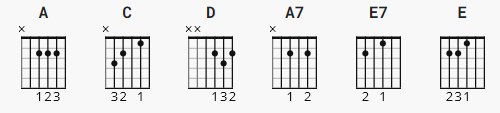 A C D A7 E7 E
× × ×× ×
123 32 1 132 1 2 2 1 231